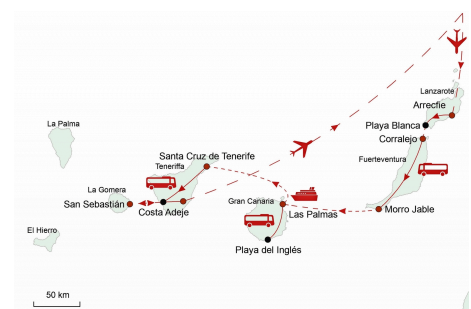 Lanzarote
Arrecfie
La Palma
Playa Blanca
Corralejo
Santa Cruz de Tenerife
Teneriffa
Fuerteventura
La Gomera
Gran Canaria
San Sebastián
Costa Adeje
Las Palmas
Morro Jable
El Hierro
Playa del Inglés
50 km